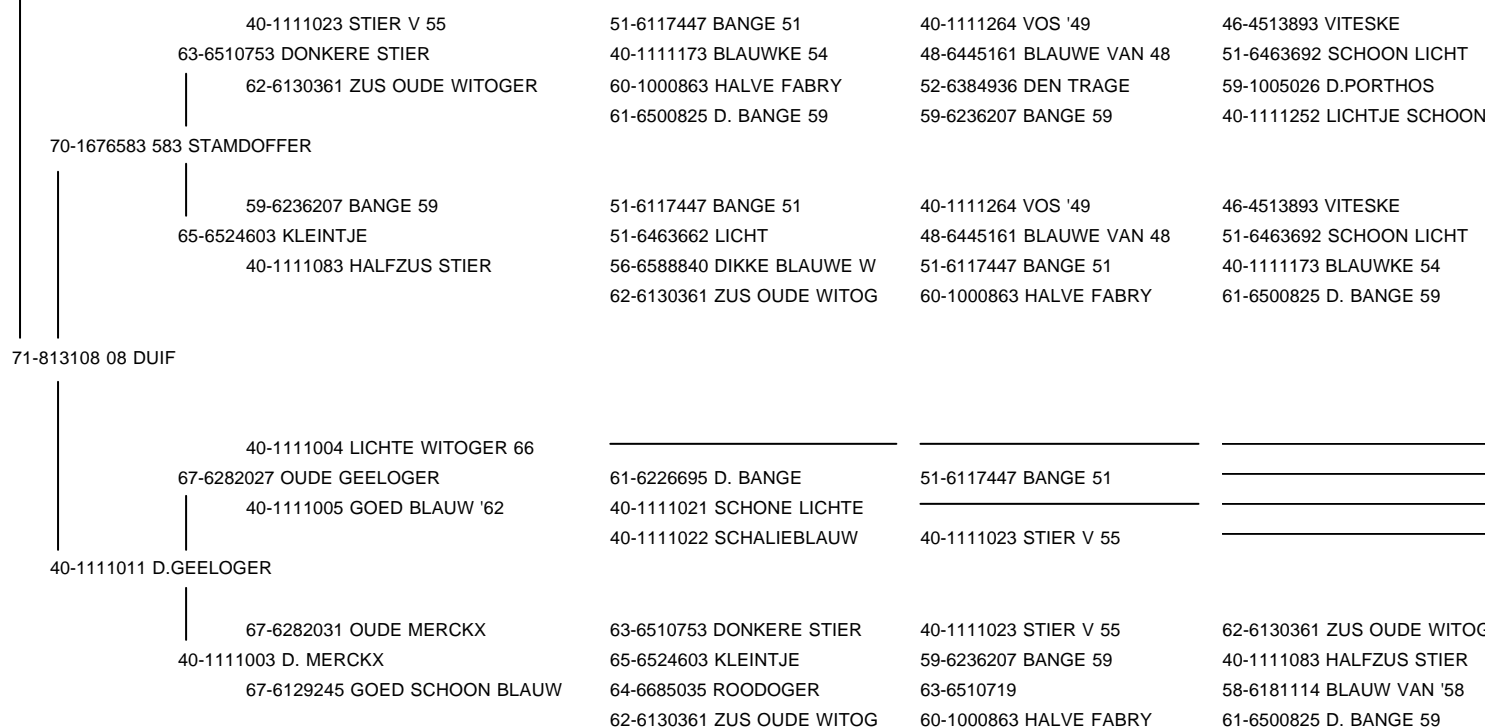 40-1111023 STIER V 55 51-6117447 BANGE 51 40-1111264 VOS '49 46-4513893 VITESKE
63-6510753 DONKERE STIER 40-1111173 BLAUWKE 54 48-6445161 BLAUWE VAN 48 51-6463692 SCHOON LICHT
62-6130361 ZUS OUDE WITOGER 60-1000863 HALVE FABRY 52-6384936 DEN TRAGE 59-1005026 D.PORTHOS
61-6500825 D. BANGE 59 59-6236207 BANGE 59 40-1111252 LICHTJE SCHOON
70-1676583 583 STAMDOFFER
59-6236207 BANGE 59 51-6117447 BANGE 51 40-1111264 VOS '49 46-4513893 VITESKE
65-6524603 KLEINTJE 51-6463662 LICHT 48-6445161 BLAUWE VAN 48 51-6463692 SCHOON LICHT
40-1111083 HALFZUS STIER 56-6588840 DIKKE BLAUWE W 51-6117447 BANGE 51 40-1111173 BLAUWKE 54
62-6130361 ZUS OUDE WITOG 60-1000863 HALVE FABRY 61-6500825 D. BANGE 59
71-813108 08 DUIF
40-1111004 LICHTE WITOGER 66
67-6282027 OUDE GEELOGER 61-6226695 D. BANGE 51-6117447 BANGE 51
40-1111005 GOED BLAUW '62 40-1111021 SCHONE LICHTE
40-1111022 SCHALIEBLAUW 40-1111023 STIER V 55
40-1111011 D.GEELOGER
67-6282031 OUDE MERCKX 63-6510753 DONKERE STIER 40-1111023 STIER V 55 62-6130361 ZUS OUDE WITOG
40-1111003 D. MERCKX 65-6524603 KLEINTJE 59-6236207 BANGE 59 40-1111083 HALFZUS STIER
67-6129245 GOED SCHOON BLAUW 64-6685035 ROODOGER 63-6510719 58-6181114 BLAUW VAN '58
62-6130361 ZUS OUDE WITOG 60-1000863 HALVE FABRY 61-6500825 D. BANGE 59